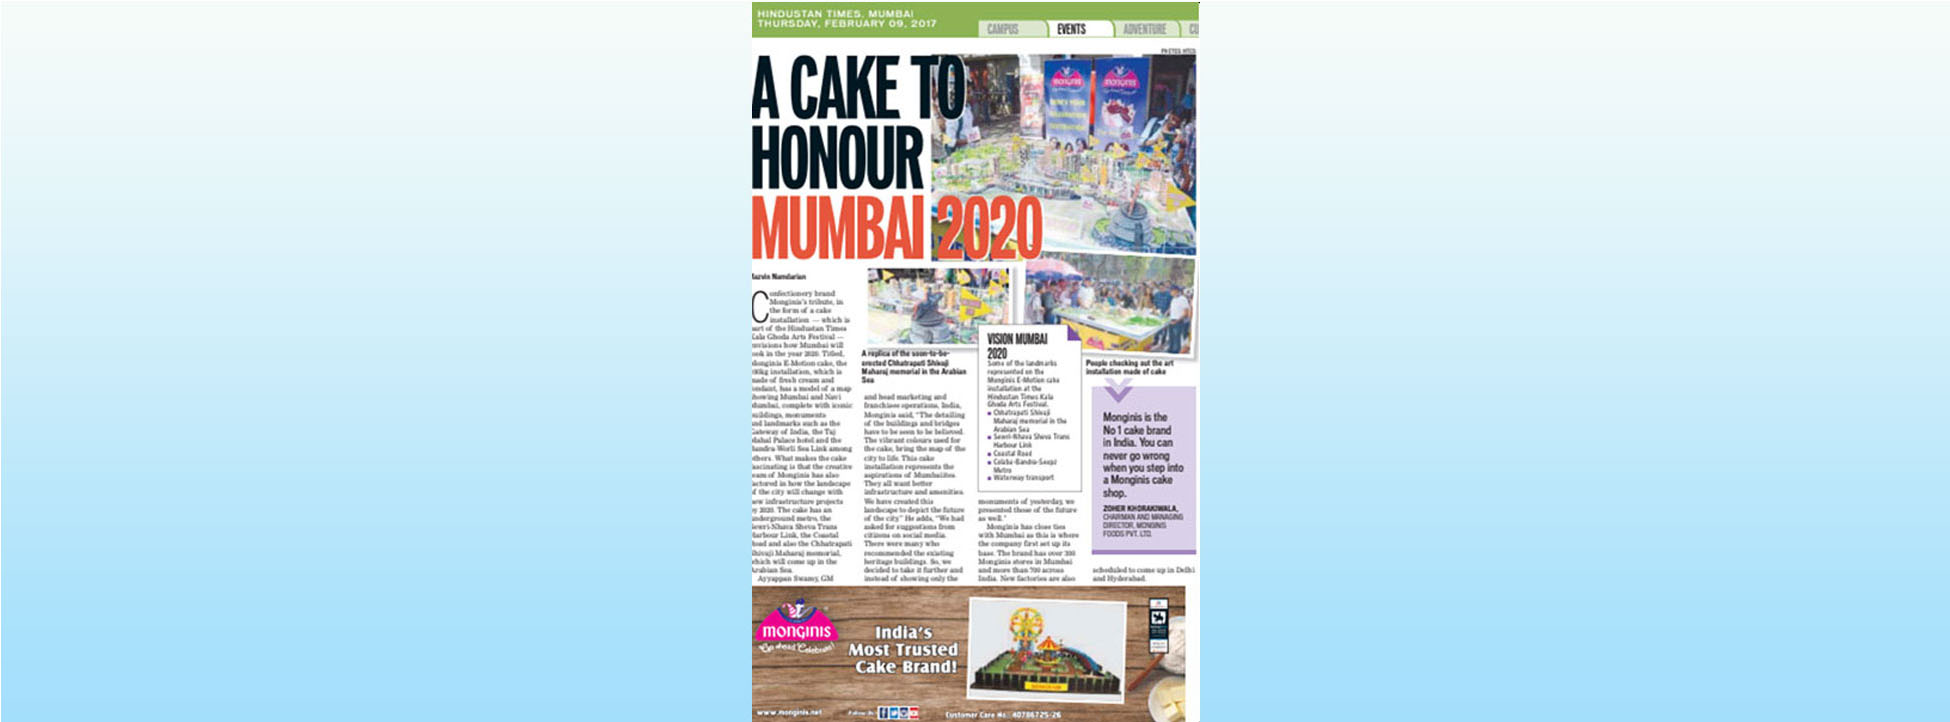 HINDUSTAN TIMES, MUMBAI
THURSDAY, FEBRUARY 09, 2017
CAMPUS
EVENTS
ADVENTURE
CU
PHOTOS: HTCS
A CAKE TO
HONOUR
MUMBAI 2020
MONGINIS
MONGINIS
Namdarian
Confectionery brand
Monginis's tribute, in
the form of a cake
installation — which is
part of the Hindustan Times
Kala Ghoda Arts Festival —
envisions how Mumbai will
look in the year 2020. Titled,
Monginis E-Motion cake, the
installation, which is
made of fresh cream and
fondant, has a model of a map
showing Mumbai and Navi
Mumbai, complete with iconic
buildings, monuments
and landmarks such as the
Gateway of India, the Taj
Mahal Palace hotel and the
Bandra-Worli Sea Link among
others. What makes the cake
fascinating is that the creative
team of Monginis has also
factored in how the landscape
of the city will change with
new infrastructure projects
by 2020. The cake has an
underground metro, the
Sewri-Nhava Sheva Trans
Harbour Link, the Coastal
Road and also the Chhatrapati
Shivaji Maharaj memorial,
which will come up in the
Arabian Sea.
Ayyappan Swamy, GM
A replica of the soon-to-be-
erected Chhatrapati Shivaji
Maharaj memorial in the Arabian
Sea
and head marketing and
franchisee operations, India,
Monginis said, "The detailing
of the buildings and bridges
have to be seen to be believed.
The vibrant colours used for
the cake, bring the map of the
city to life. This cake
installation represents the
aspirations of Mumbaiites.
They all want better
infrastructure and amenities.
We have created this
landscape to depict the future
of the city." He adds, "We had
asked for suggestions from
citizens on social media.
There were many who
recommended the existing
heritage buildings. So, we
decided to take it further and
instead of showing only the
VISION MUMBAI
2020
Some of the landmarks
represented on the
Monginis E-Motion cake
installation at the
Hindustan Times Kala
Ghoda Arts Festival.
■ Chhatrapati Shivaji
Maharaj memorial in the
Arabian Sea
■ Sewri-Nhava Sheva Trans
Harbour Link
■ Coastal Road
■ Colaba-Bandra-Seepz
Metro
■ Waterway transport
monuments of yesterday, we
presented those of the future
as well."
Monginis has close ties
with Mumbai as this is where
the company first set up its
base. The brand has over 300
Monginis stores in Mumbai
and more than 700 across
India. New factories are also
People checking out the art
installation made of cake
Monginis is the
No 1 cake brand
in India. You can
never go wrong
when you step into
a Monginis cake
shop.
ZOHER KHORAKIWALA,
CHAIRMAN AND MANAGING
DIRECTOR, MONGINIS
FOODS PVT. LTD.
scheduled to come up in Delhi
and Hyderabad.
MONGINIS
Go ahead Celebrate!
India's
Most Trusted
Cake Brand!
www.monginis.net
Follow Us:
Customer Care No. 40786725-26